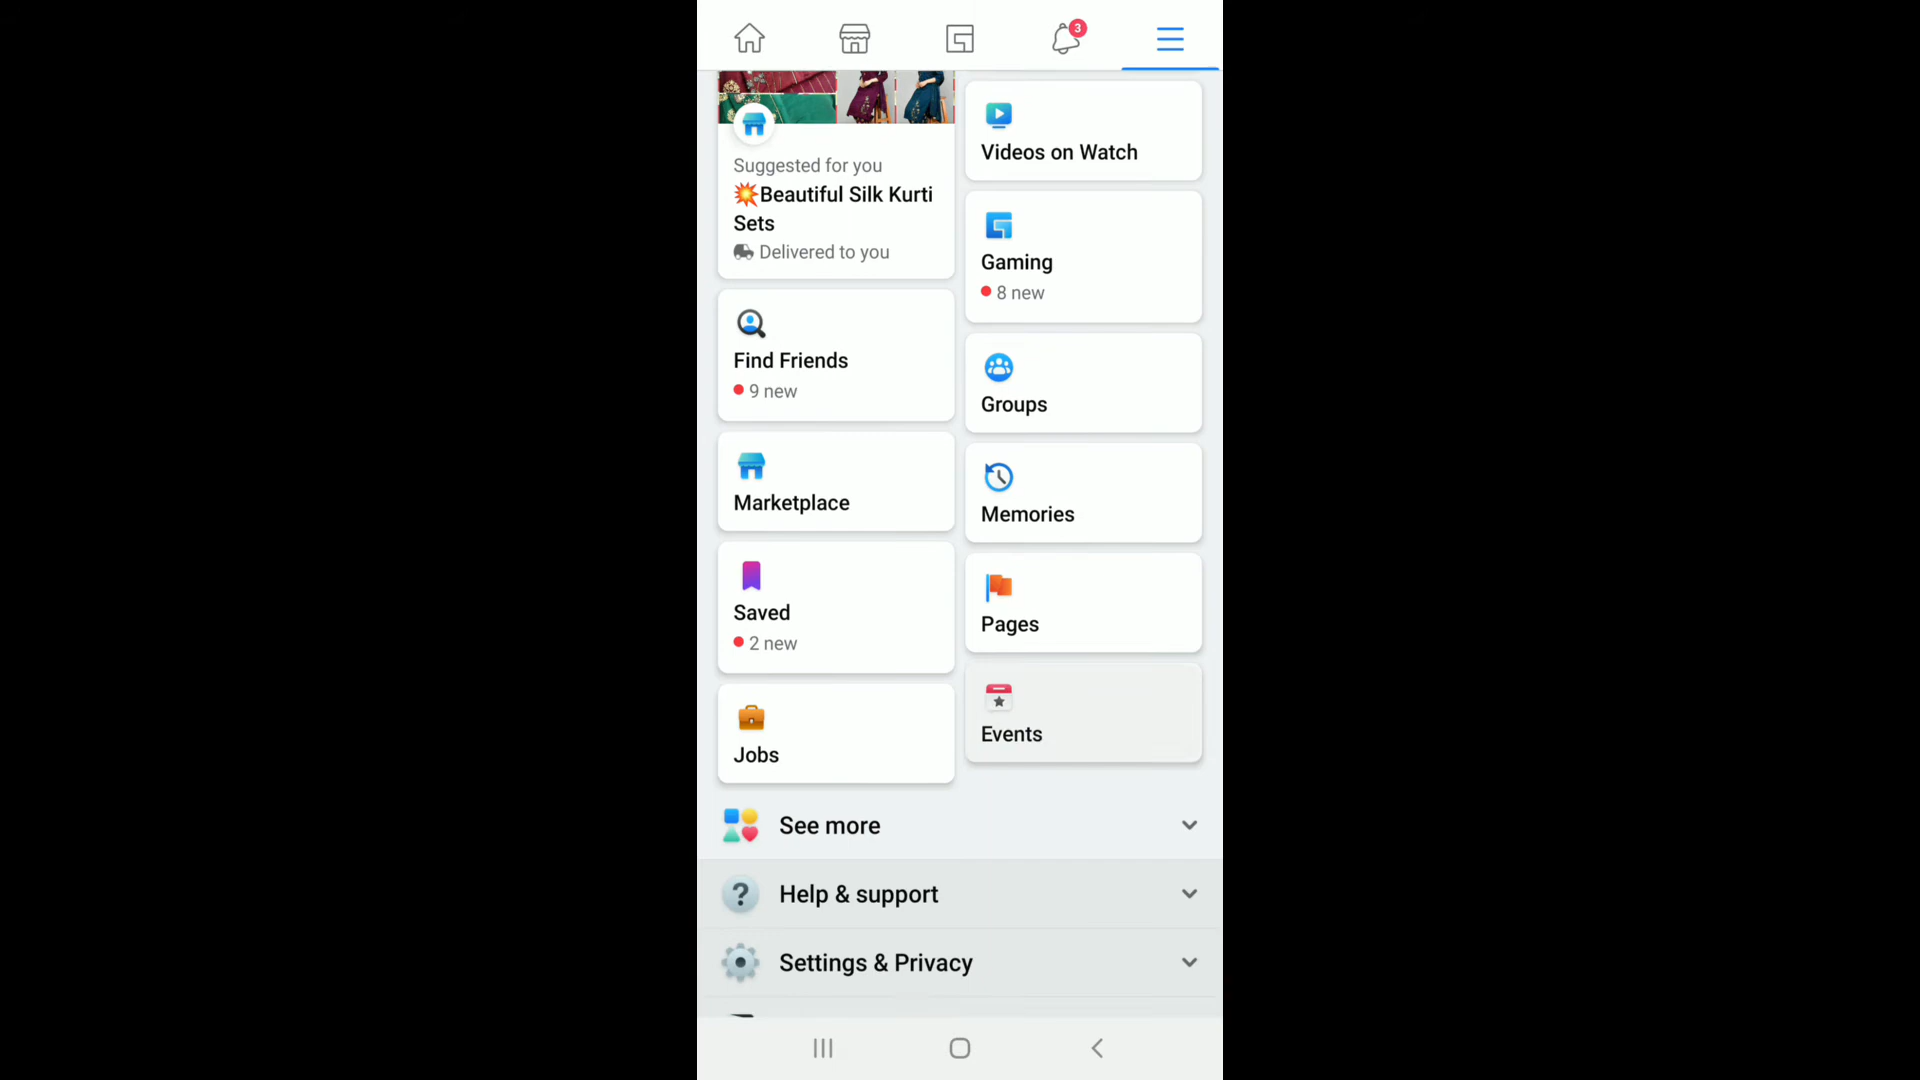 3
Suggested for you
💥Beautiful Silk Kurti
Sets
Delivered to you
Find Friends
9 new
Marketplace
Saved
2 new
Jobs
Videos on Watch
Gaming
8 new
Groups
Memories
Pages
Events
See more
Help & support
Settings & Privacy